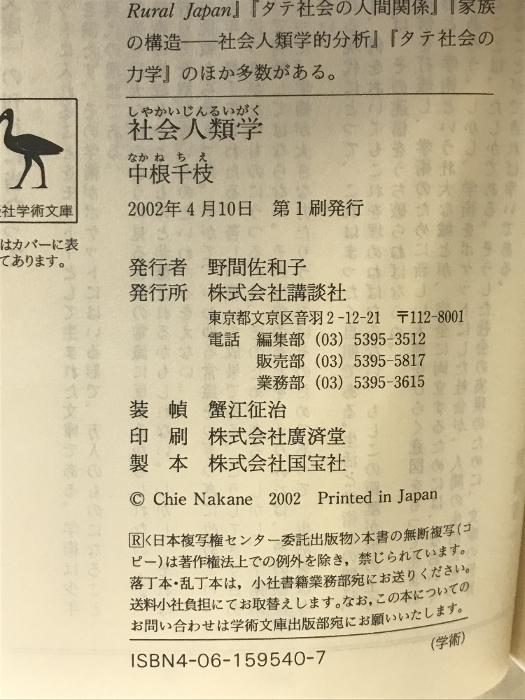 Rural Japan』『タテ社会の人間関係』『家族
の構造——社会人類学的分析』『タテ社会の
力学』のほか多数がある。
しやかいじんるいがく
社会人類学
なか ね ち え
中根千枝
2002年4月10日 第1刷発行
発行者 野間佐和子
発行所 株式会社講談社
東京都文京区音羽2-12-21 〒112-8001
電話 編集部 (03) 5395-3512
販売部 (03) 5395-5817
業務部 (03) 5395-3615
装 幀 蟹江征治
印 刷 株式会社廣済堂
製 本 株式会社国宝社
© Chie Nakane 2002 Printed in Japan
R〈日本複写権センター委託出版物〉本書の無断複写(コ
ピー)は著作権法上での例外を除き,禁じられています。
落丁本・乱丁本は,小社書籍業務部宛にお送りください。
送料小社負担にてお取替えします。なお,この本についての
お問い合わせは学術文庫出版部宛にお願いいたします。
(学術)
ISBN4-06-159540-7
社学術文庫
はカバーに表
てあります。